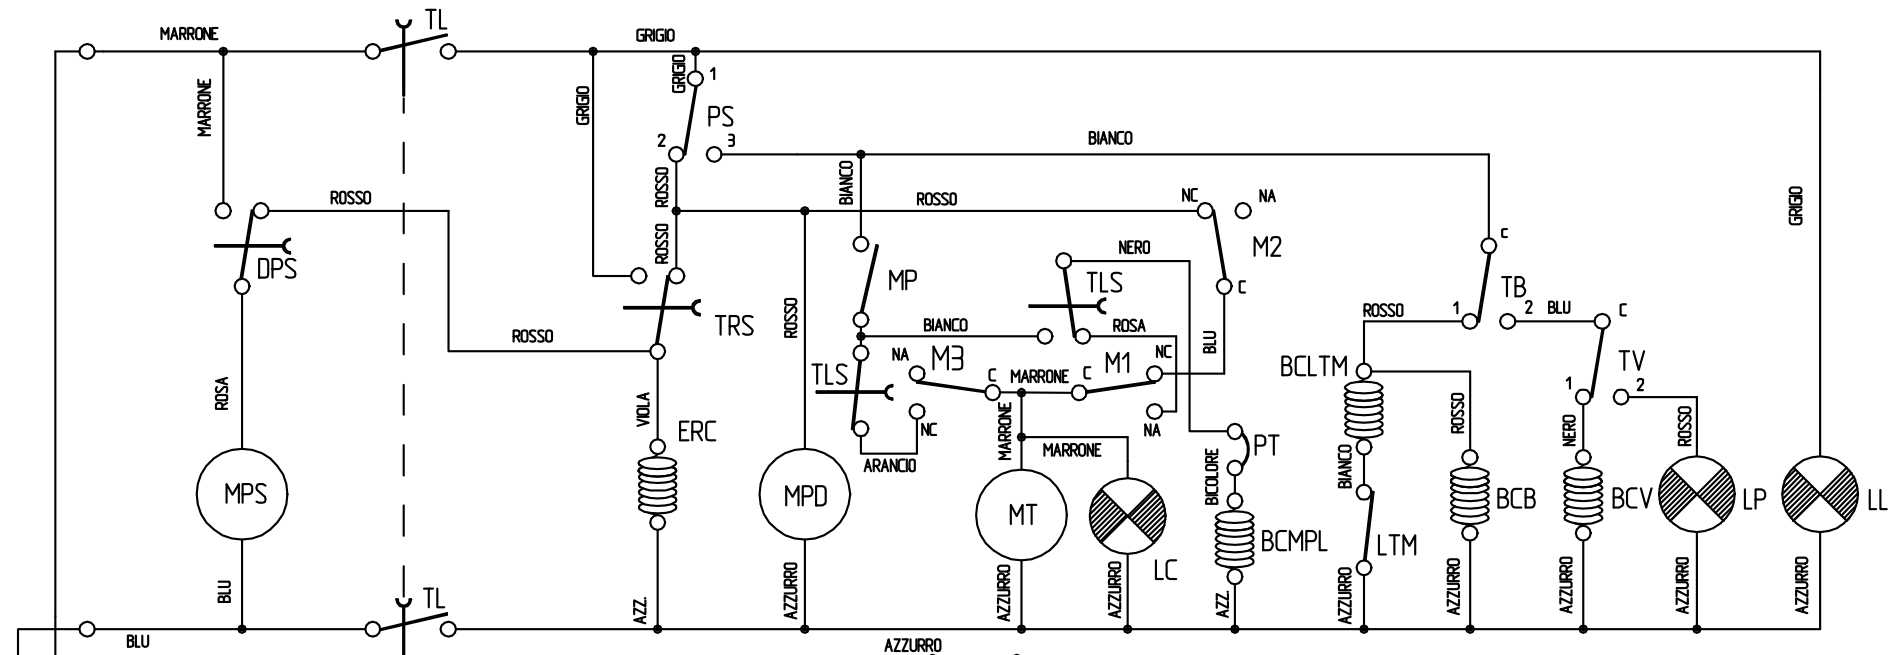 TL
MARRONE
GRIGIO
GRIGIO
1
MARRONE
GRIGIO
PS
2
3
BIANCO
BIANCO
ROSSO
ROSSO
ROSSO
NC
NA
GRIGIO
C
M2
NERO
ROSSO
DPS
MP
TLS
C
TB
ROSSO
1
2
BLU
C
TRS
ROSSO
ROSSO
BIANCO
ROSA
BLU
NA
M3
M1
NC
TLS
C
MARRONE
C
BCLTM
TV
1
2
ROSA
VIOLA
ERC
NC
MARRONE
NA
ROSSO
NERO
ROSSO
MARRONE
PT
ARANCIO
BICOLORE
BIANCO
MPS
MPD
MT
BCB
BCV
LP
LL
BCMPL
LTM
LC
BLU
AZZ.
AZZURRO
AZZURRO
AZZURRO
AZZ.
AZZURRO
AZZURRO
AZZURRO
AZZURRO
AZZURRO
TL
BLU
AZZURRO